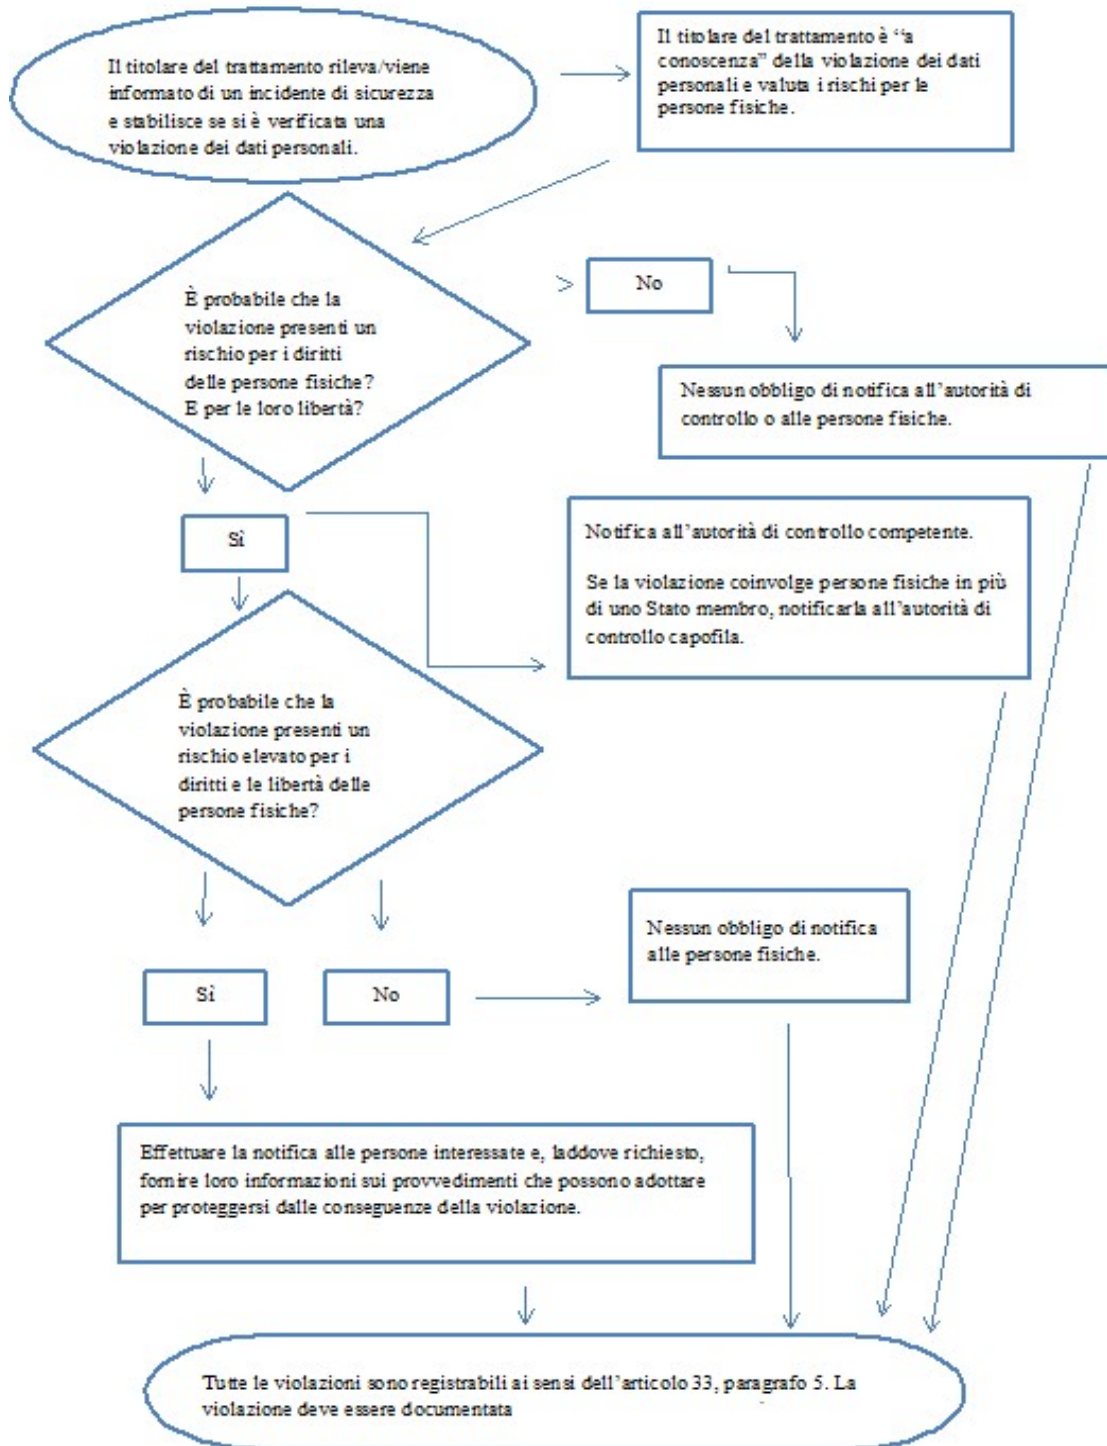 Il titolare del trattamento rileva/viene
informato di un incidente di sicurezza
e stabilisce se si è verificata una
violazione dei dati personali.
Il titolare del trattamento è “a
conoscenza” della violazione dei dati
personali e valuta i rischi per le
persone fisiche.
È probabile che la
violazione presenti un
rischio per i diritti
delle persone fisiche?
E per le loro libertà?
No
Nessun obbligo di notifica all’autorità di
controllo o alle persone fisiche.
Sì
Notifica all’autorità di controllo competente.
Se la violazione coinvolge persone fisiche in più
di uno Stato membro, notificarla all’autorità di
controllo capofila.
È probabile che la
violazione presenti un
rischio elevato per i
diritti e le libertà delle
persone fisiche?
Sì
No
Nessun obbligo di notifica
alle persone fisiche.
Effettuare la notifica alle persone interessate e, laddove richiesto,
fornire loro informazioni sui provvedimenti che possono adottare
per proteggersi dalle conseguenze della violazione.
Tutte le violazioni sono registrabili ai sensi dell’articolo 33, paragrafo 5. La
violazione deve essere documentata